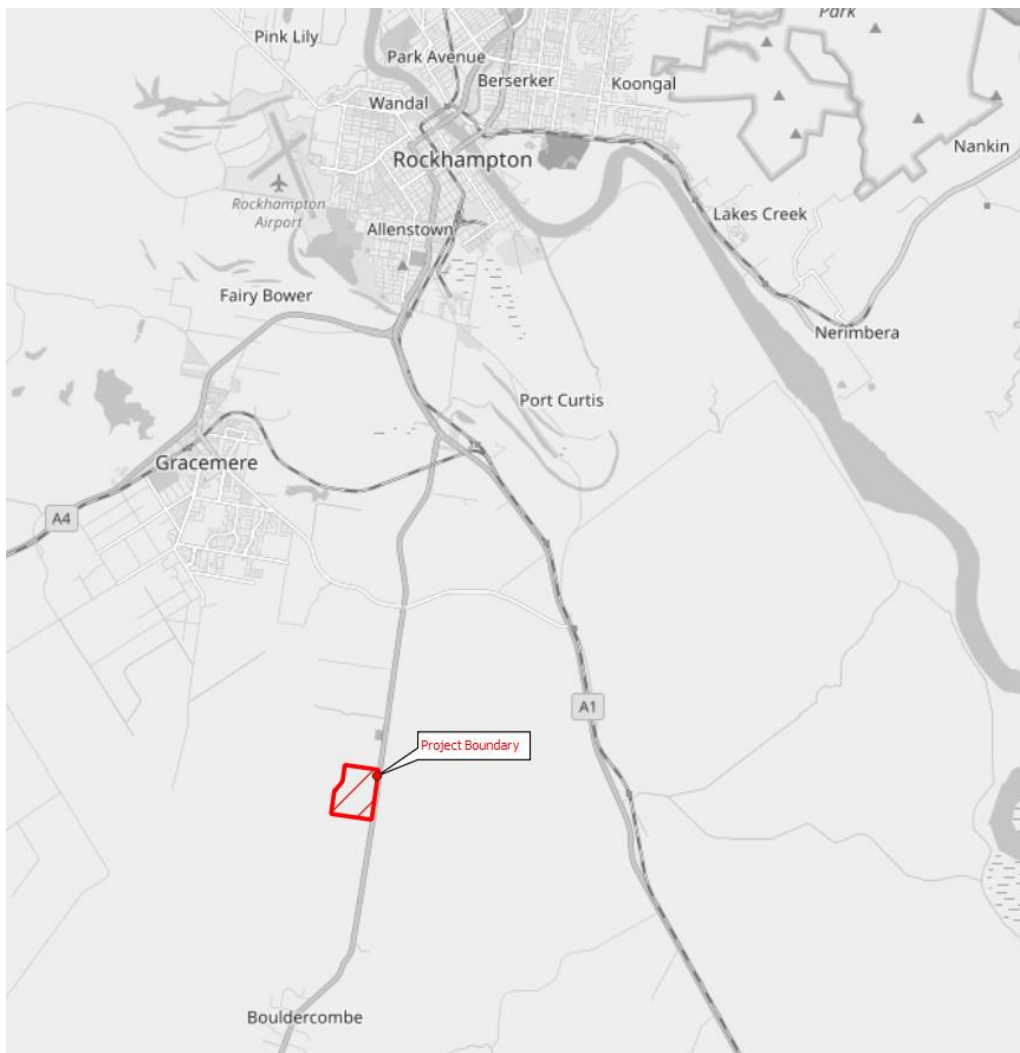 Park
Pink Lily
Park Avenue
Berserker
Koongal
Wandal
Nankin
Rockhampton
Rockhampton
Airport
Lakes Creek
Allenstown
Fairy Bower
Nerimbera
Port Curtis
Gracemere
A4
A1
Project Boundary
Bouldercombe